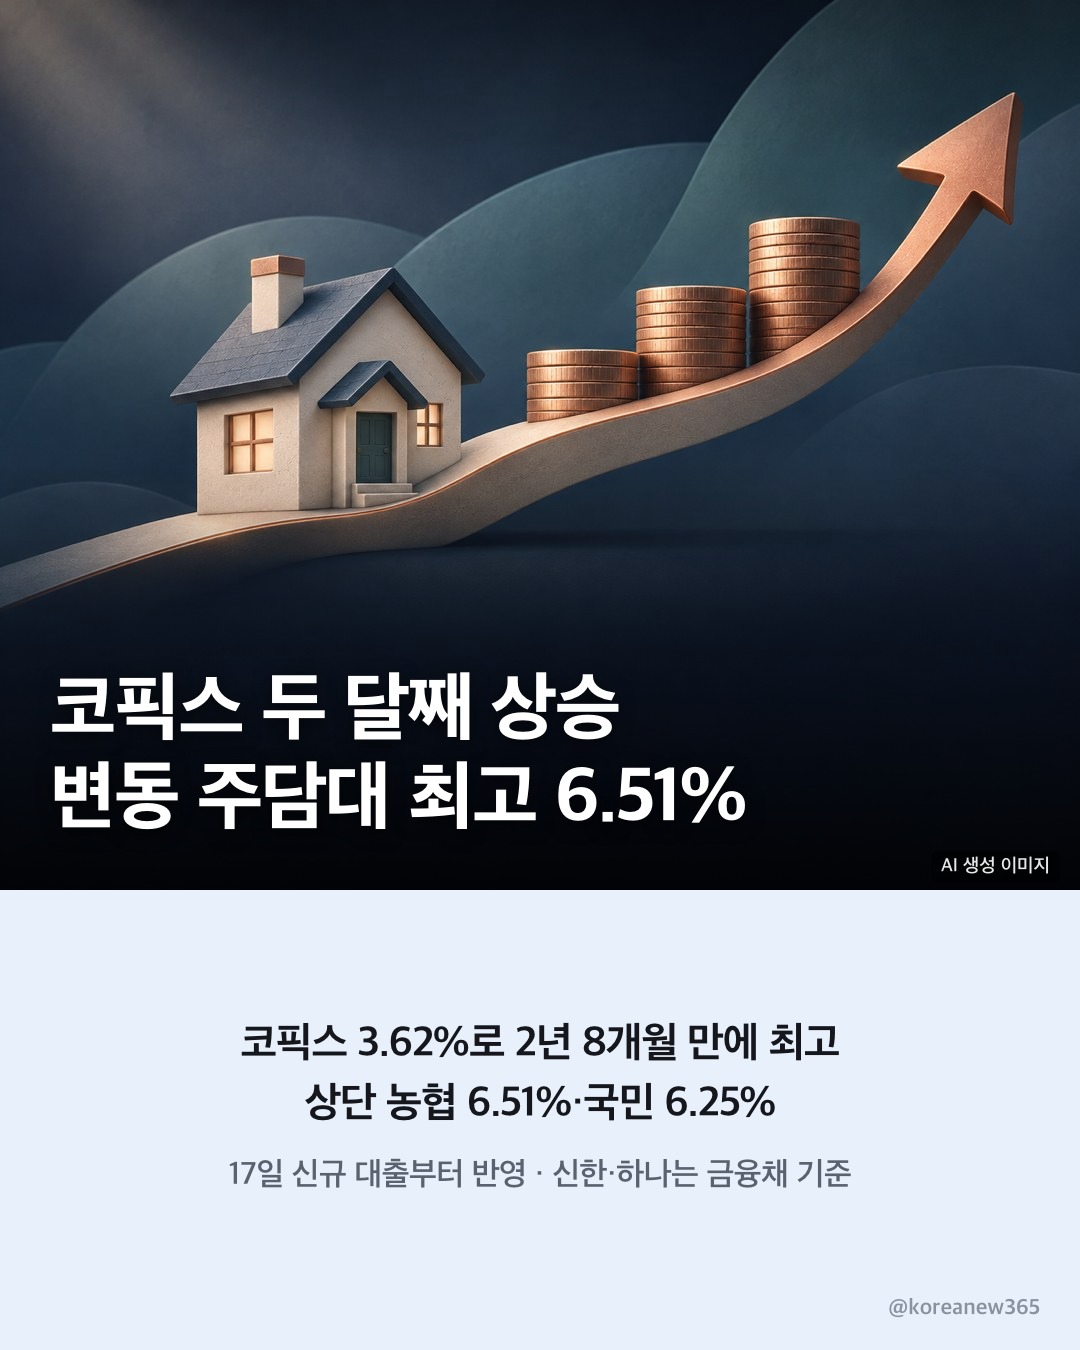 코픽스 두 달째 상승
변동 주담대 최고 6.51%
AI 생성 이미지
코픽스 3.62%로 2년 8개월 만에 최고
상단 농협 6.51%·국민 6.25%
17일 신규 대출부터 반영 · 신한·하나는 금융채 기준
@koreanew365